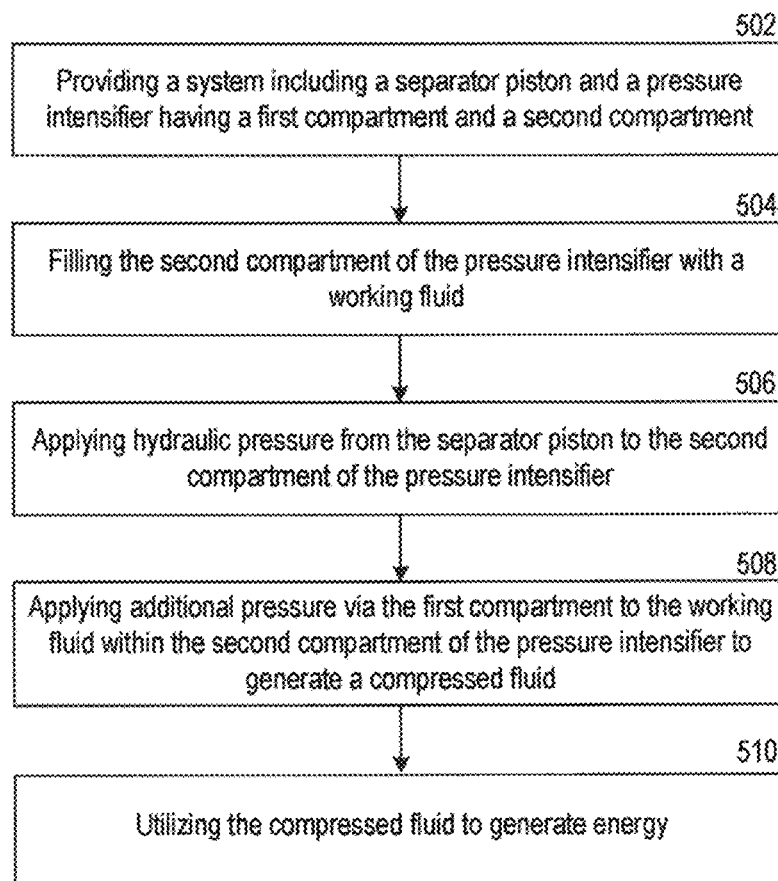 502
Providing a system including a separator piston and a pressure
intensifier having a first compartment and a second compartment
504
Filling the second compartment of the pressure intensifier with a
working fluid
506
Applying hydraulic pressure from the separator piston to the second
compartment of the pressure intensifier
508
Applying additional pressure via the first compartment to the working
fluid within the second compartment of the pressure intensifier to
generate a compressed fluid
510
Utilizing the compressed fluid to generate energy